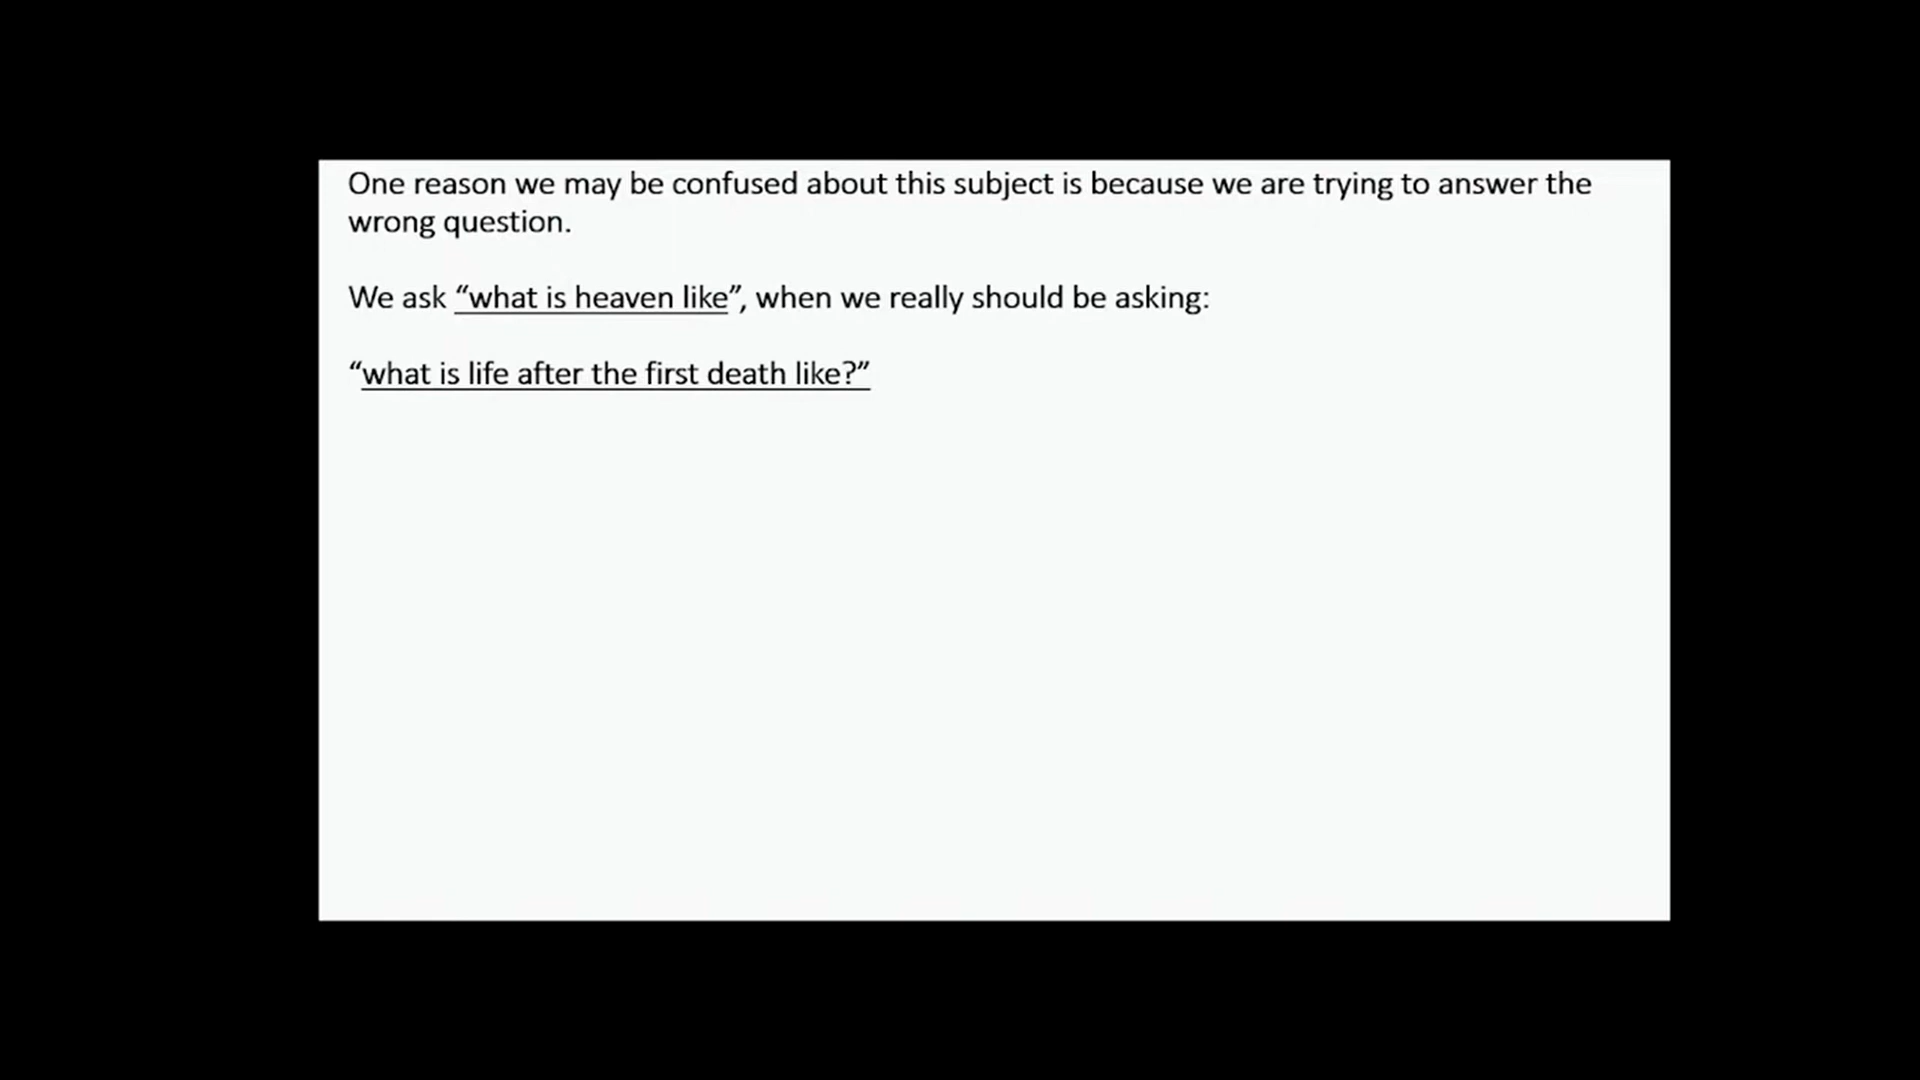 One reason we may be confused about this subject is because we are trying to answer the
wrong question.
We ask “what is heaven like”, when we really should be asking:
“what is life after the first death like?”